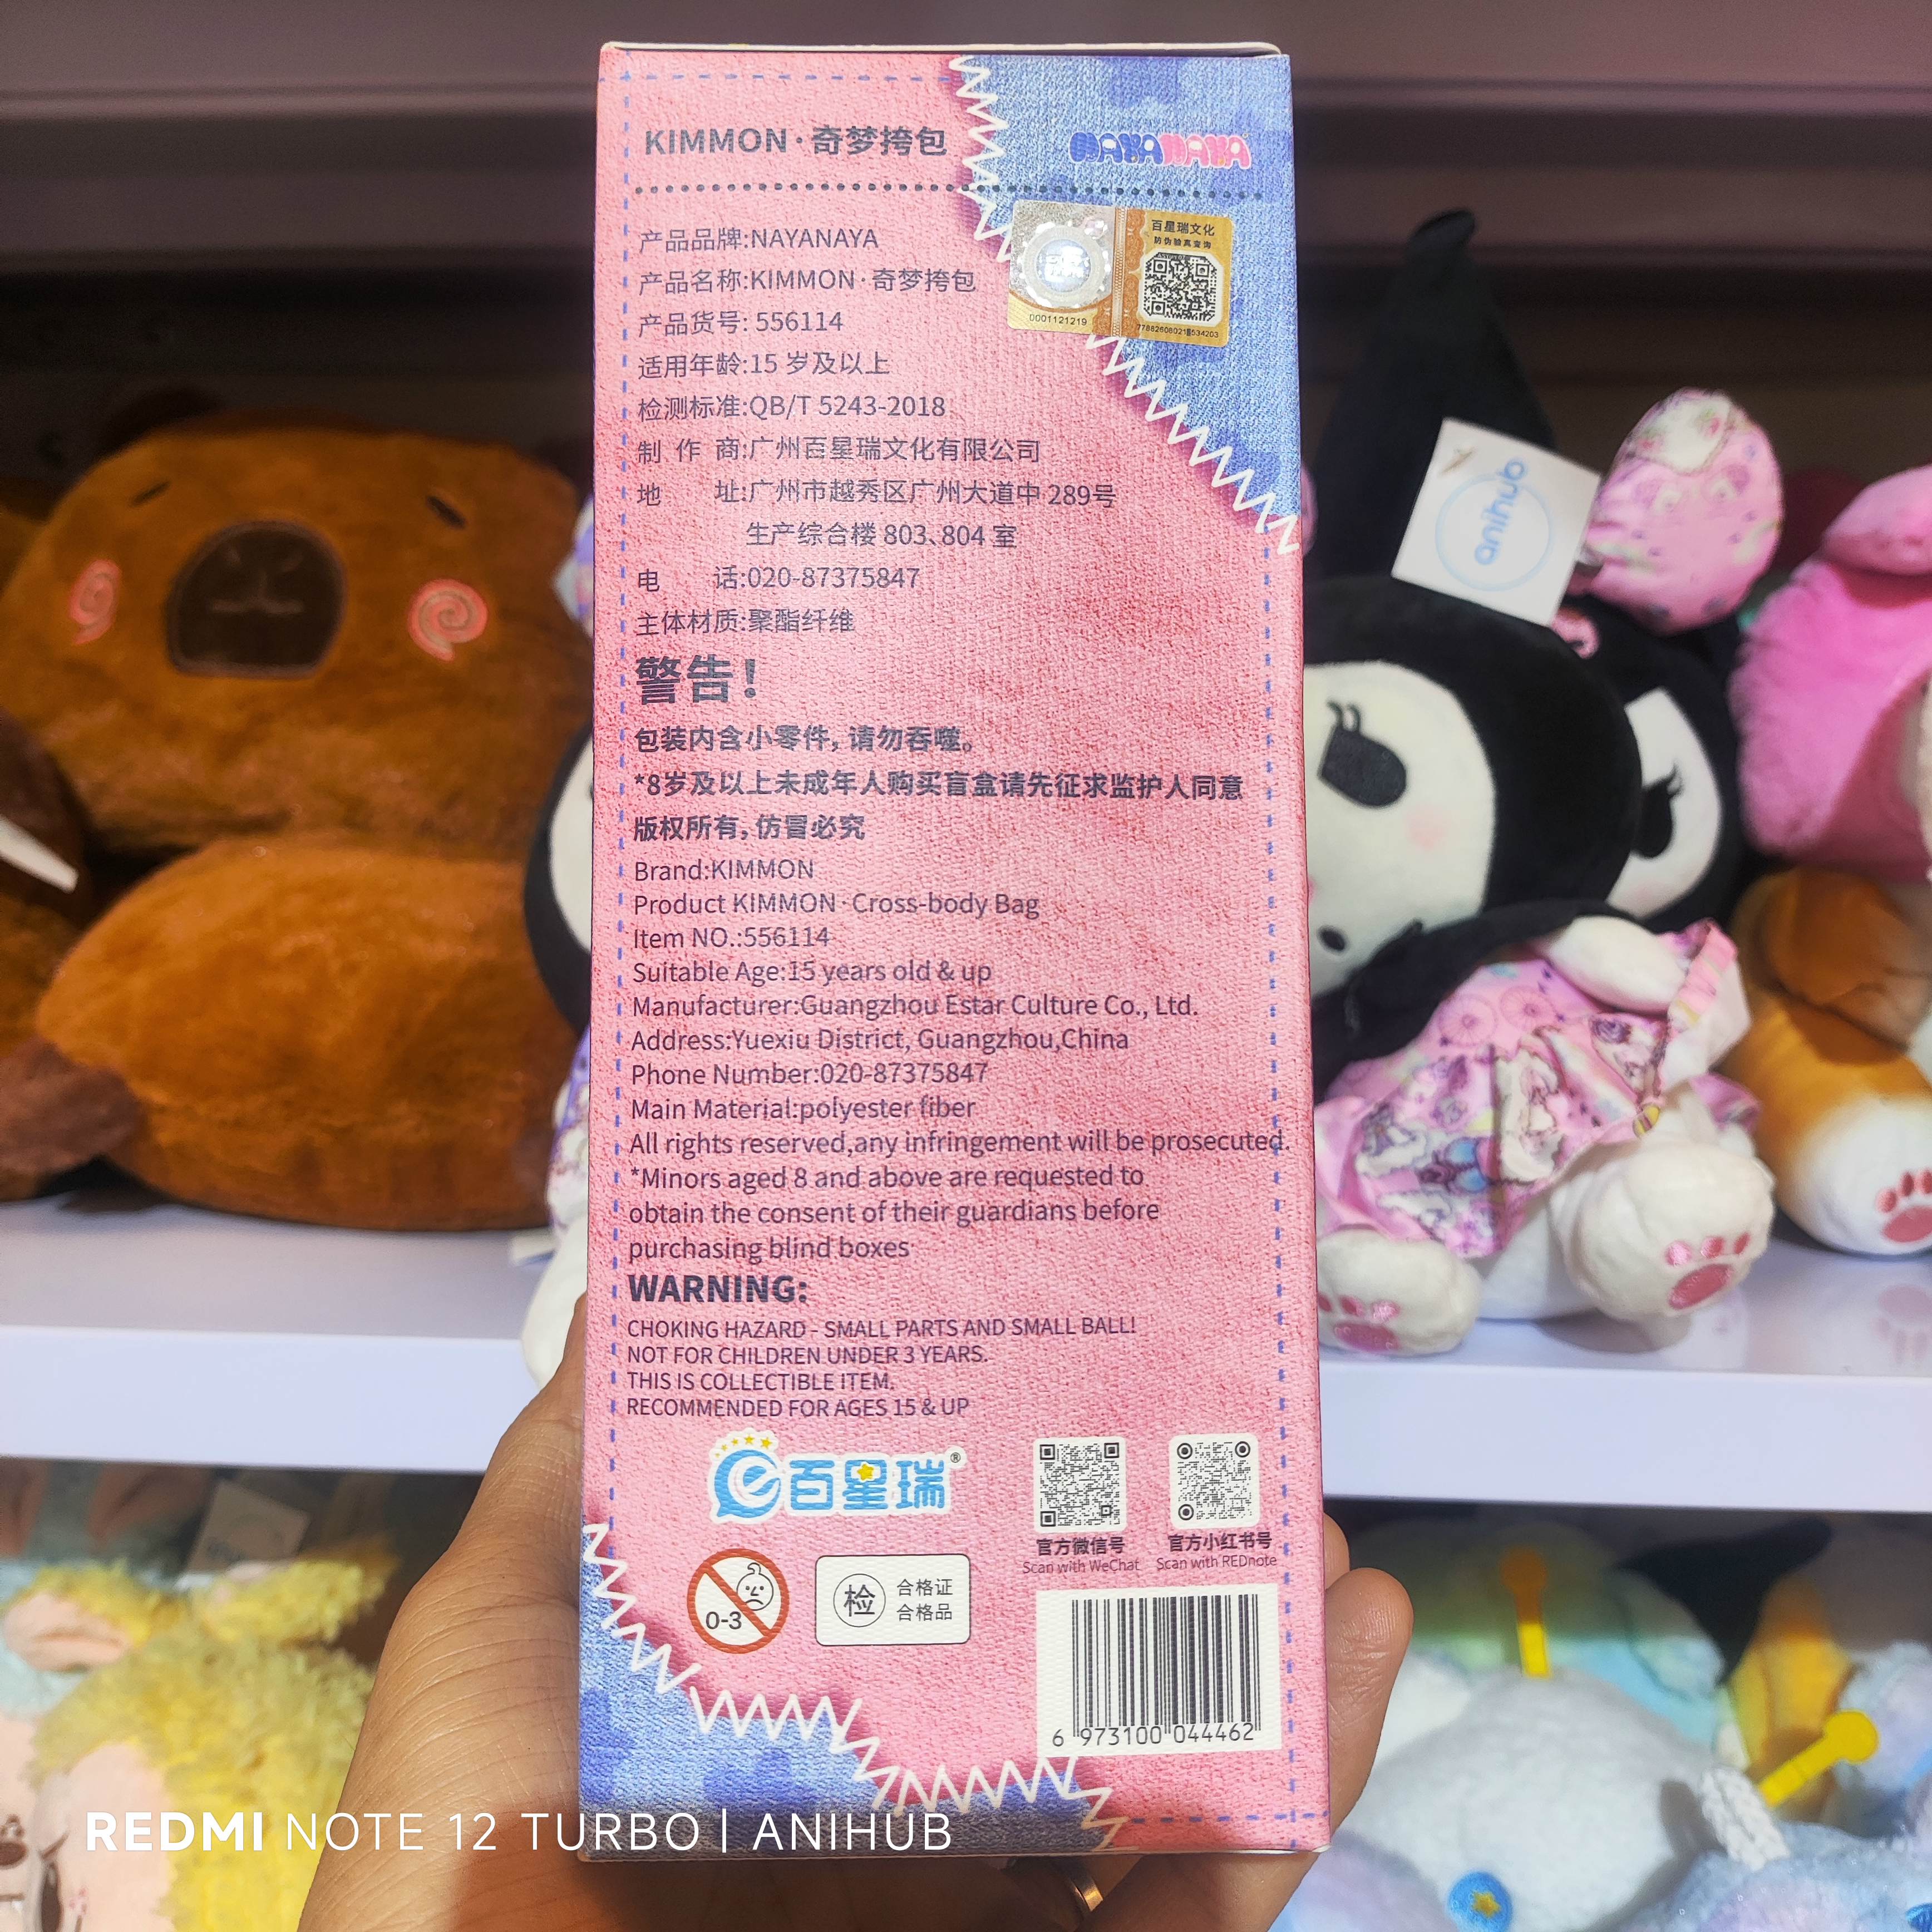 KIMMON·奇梦挎包
NAYANAYA
产品品牌:NAYANAYA
产品名称:KIMMON·奇梦挎包
产品货号: 556114
适用年龄:15 岁及以上
检测标准:QB/T 5243-2018
制 作 商:广州百星瑞文化有限公司
地 址:广州市越秀区广州大道中 289号
生产综合楼 803、804 室
电 话:020-87375847
主体材质:聚酯纤维
百星瑞文化
防伪验真查询
0001121219
警告!
包装内含小零件, 请勿吞噬。
*8岁及以上未成年人购买盲盒请先征求监护人同意
版权所有, 仿冒必究
Brand:KIMMON
Product KIMMON·Cross-body Bag
Item NO.:556114
Suitable Age:15 years old & up
Manufacturer:Guangzhou Estar Culture Co., Ltd.
Address:Yuexiu District, Guangzhou,China
Phone Number:020-87375847
Main Material:polyester fiber
All rights reserved,any infringement will be prosecuted.
*Minors aged 8 and above are requested to
obtain the consent of their guardians before
purchasing blind boxes
WARNING:
CHOKING HAZARD - SMALL PARTS AND SMALL BALL!
NOT FOR CHILDREN UNDER 3 YEARS.
THIS IS COLLECTIBLE ITEM.
RECOMMENDED FOR AGES 15 & UP
e百星瑞®
官方微信号
Scan with WeChat
官方小红书号
Scan with REDnote
0-3
检
合格证
合格品
6 973100 044462
anihub
REDMI NOTE 12 TURBO | ANIHUB